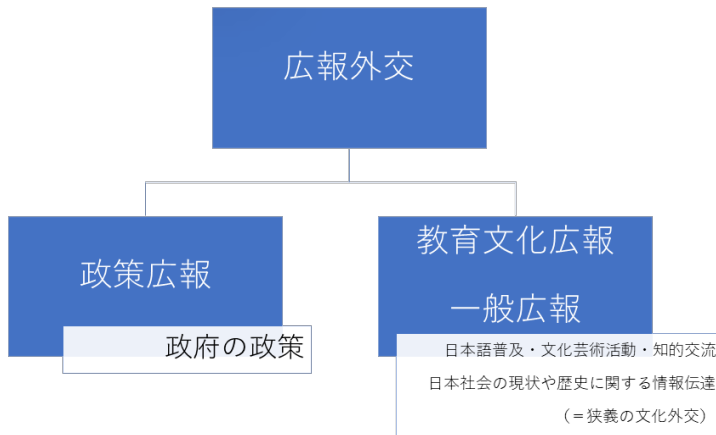 広報外交
政策広報
政府の政策
教育文化広報
一般広報
日本語普及・文化芸術活動・知的交流
日本社会の現状や歴史に関する情報伝達
(=狭義の文化外交)